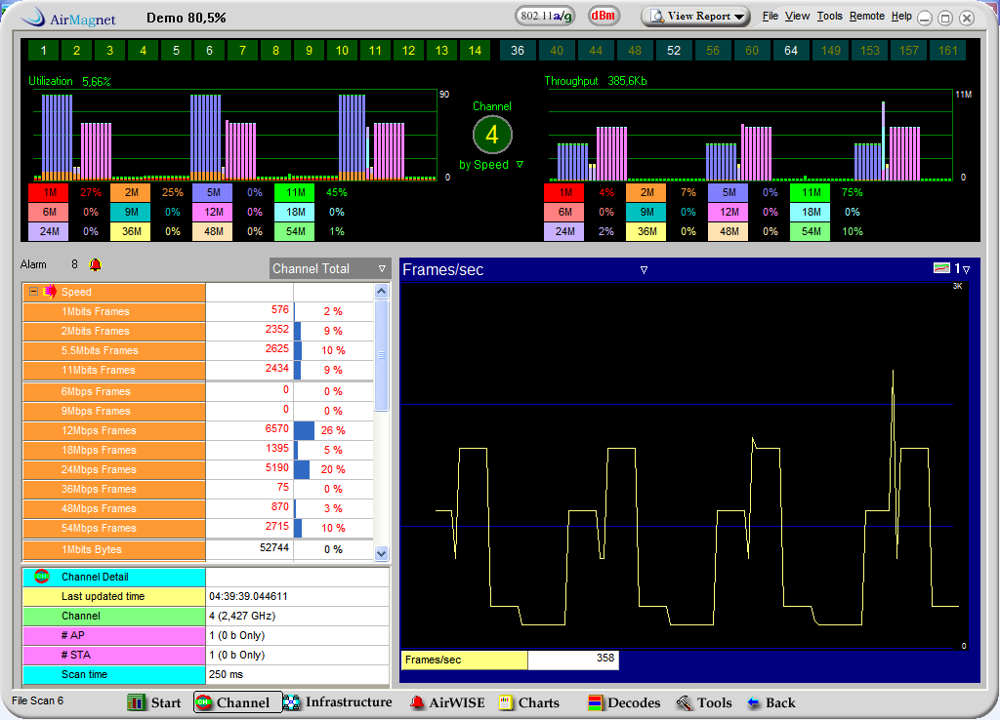 AirMagnet Demo 80,5% 802.11a/g dBm View Report File View Tools Remote Help
1 2 3 4 5 6 7 8 9 10 11 12 13 14 36 40 44 48 52 56 60 64 149 153 157 161
Utilization 5,66%
90
0
Channel
4
by Speed
Throughput 385,6Kb
11M
0
1M 27% 2M 25% 5M 0% 11M 45%
6M 0% 9M 0% 12M 0% 18M 0%
24M 0% 36M 0% 48M 0% 54M 1%
1M 4% 2M 7% 5M 0% 11M 75%
6M 0% 9M 0% 12M 0% 18M 0%
24M 2% 36M 0% 48M 0% 54M 10%
Alarm 8
Channel Total
Speed
1Mbits Frames 576 2 %
2Mbits Frames 2352 9 %
5.5Mbits Frames 2625 10 %
11Mbits Frames 2434 9 %
6Mbps Frames 0 0 %
9Mbps Frames 0 0 %
12Mbps Frames 6570 26 %
18Mbps Frames 1395 5 %
24Mbps Frames 5190 20 %
36Mbps Frames 75 0 %
48Mbps Frames 870 3 %
54Mbps Frames 2715 10 %
1Mbits Bytes 52744 0 %
Channel Detail
Last updated time 04:39:39.044611
Channel 4 (2,427 GHz)
# AP 1 (0 b Only)
# STA 1 (0 b Only)
Scan time 250 ms
Frames/sec 1
3K
0
Frames/sec 358
File Scan 6 Start Channel Infrastructure AirWISE Charts Decodes Tools Back